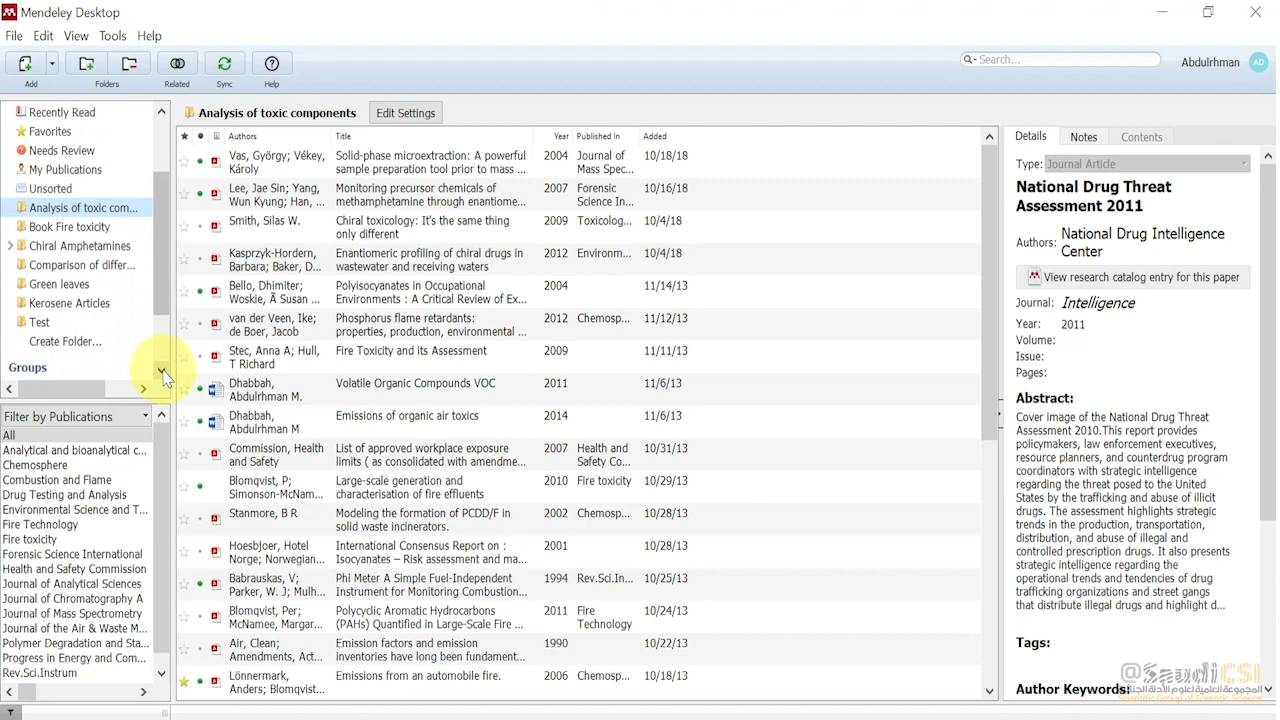 Mendeley Desktop
File Edit View Tools Help
Add
Folders
Related
Sync
Help
Search...
Abdulrhman AD
Recently Read
Favorites
Needs Review
My Publications
Unsorted
Analysis of toxic com...
Book Fire toxicity
Chiral Amphetamines
Comparison of differ...
Green leaves
Kerosene Articles
Test
Create Folder...
Groups
Filter by Publications
All
Analytical and bioanalytical c...
Chemosphere
Combustion and Flame
Drug Testing and Analysis
Environmental Science and T...
Fire Technology
Fire toxicity
Forensic Science International
Health and Safety Commission
Journal of Analytical Sciences
Journal of Chromatography A
Journal of Mass Spectrometry
Journal of the Air & Waste M...
Polymer Degradation and Sta...
Progress in Energy and Com...
Rev.Sci.Instrum
Analysis of toxic components Edit Settings
Authors Title Year Published In Added
Vas, György; Vékey, Solid-phase microextraction: A powerful 2004 Journal of 10/18/18
Károly sample preparation tool prior to mass ... Mass Spec...
Lee, Jae Sin; Yang, Monitoring precursor chemicals of 2007 Forensic 10/16/18
Wun Kyung; Han, ... methamphetamine through enantiome... Science In...
Smith, Silas W. Chiral toxicology: It's the same thing 2009 Toxicolog... 10/4/18
only different
Kasprzyk-Hordern, Enantiomeric profiling of chiral drugs in 2012 Environm... 10/4/18
Barbara; Baker, D... wastewater and receiving waters
Bello, Dhimiter; Polyisocyanates in Occupational 2004 11/14/13
Woskie, Ã Susan ... Environments : A Critical Review of Ex...
van der Veen, Ike; Phosphorus flame retardants: 2012 Chemosp... 11/12/13
de Boer, Jacob properties, production, environmental ...
Stec, Anna A; Hull, Fire Toxicity and its Assessment 2009 11/11/13
T Richard
Dhabbah, Volatile Organic Compounds VOC 2011 11/6/13
Abdulrhman M.
Dhabbah, Emissions of organic air toxics 2014 11/6/13
Abdulrhman M
Commission, Health List of approved workplace exposure 2007 Health and 10/31/13
and Safety limits ( as consolidated with amendme... Safety Co...
Blomqvist, P; Large-scale generation and 2010 Fire toxicity 10/29/13
Simonson-McNam... characterisation of fire effluents
Stanmore, B R Modeling the formation of PCDD/F in 2002 Chemosp... 10/28/13
solid waste incinerators.
Hoesbjoer, Hotel International Consensus Report on : 2001 10/28/13
Norge; Norwegian... Isocyanates – Risk assessment and ma...
Babrauskas, V; Phi Meter A Simple Fuel-Independent 1994 Rev.Sci.In... 10/25/13
Parker, W. J; Mulh... Instrument for Monitoring Combustion...
Blomqvist, Per; Polycyclic Aromatic Hydrocarbons 2011 Fire 10/24/13
McNamee, Margar... (PAHs) Quantified in Large-Scale Fire ... Technology
Air, Clean; Emission factors and emission 1990 10/22/13
Amendments, Act... inventories have long been fundament...
Lönnermark, Emissions from an automobile fire. 2006 Chemosp... 10/18/13
Anders; Blomqvist...
Details Notes Contents
Type: Journal Article
National Drug Threat
Assessment 2011
Authors: National Drug Intelligence
Center
View research catalog entry for this paper
Journal: Intelligence
Year: 2011
Volume:
Issue:
Pages:
Abstract:
Cover image of the National Drug Threat
Assessment 2010.This report provides
policymakers, law enforcement executives,
resource planners, and counterdrug program
coordinators with strategic intelligence
regarding the threat posed to the United
States by the trafficking and abuse of illicit
drugs. The assessment highlights strategic
trends in the production, transportation,
distribution, and abuse of illegal and
controlled prescription drugs. It also presents
strategic intelligence regarding the
operational trends and tendencies of drug
trafficking organizations and street gangs
that distribute illegal drugs and highlight d...
Tags:
Author Keywords:
@SaudiCSI
المجموعة العلمية لعلوم الأدلة الجنائية
Scientific Group of Forensic Science